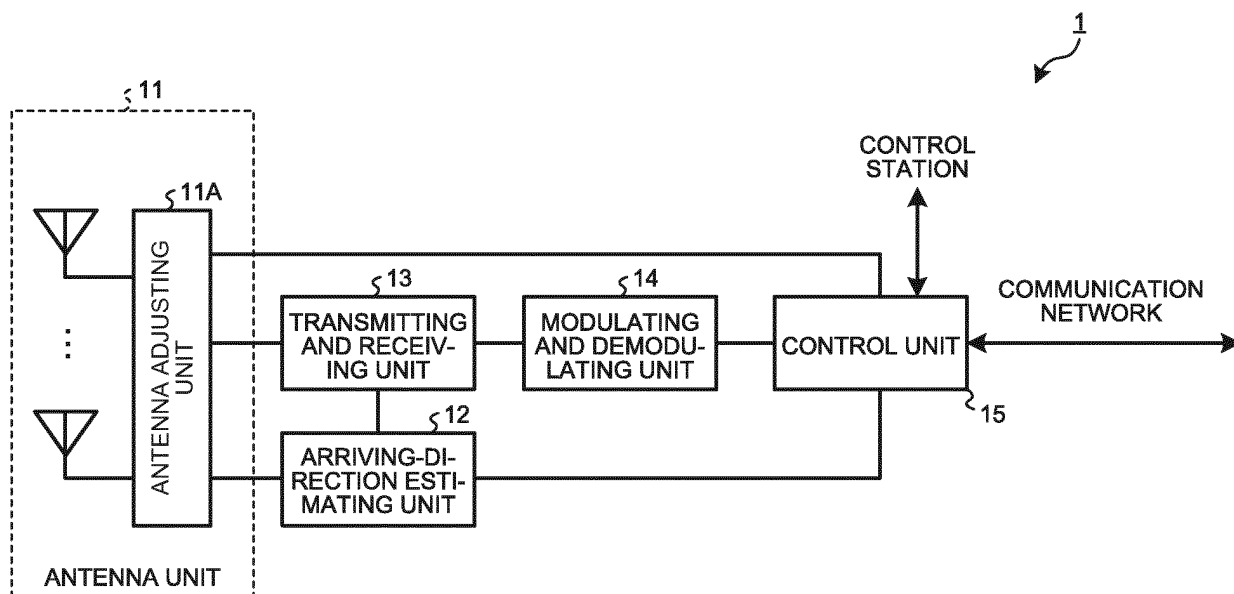 1
11
CONTROL
STATION
11A
ANTENNA ADJUSTING
UNIT
13
TRANSMITTING
AND RECEIV-
ING UNIT
14
MODULATING
AND DEMODU-
LATING UNIT
CONTROL UNIT
15
COMMUNICATION
NETWORK
12
ARRIVING-DI-
RECTION ESTI-
MATING UNIT
ANTENNA UNIT